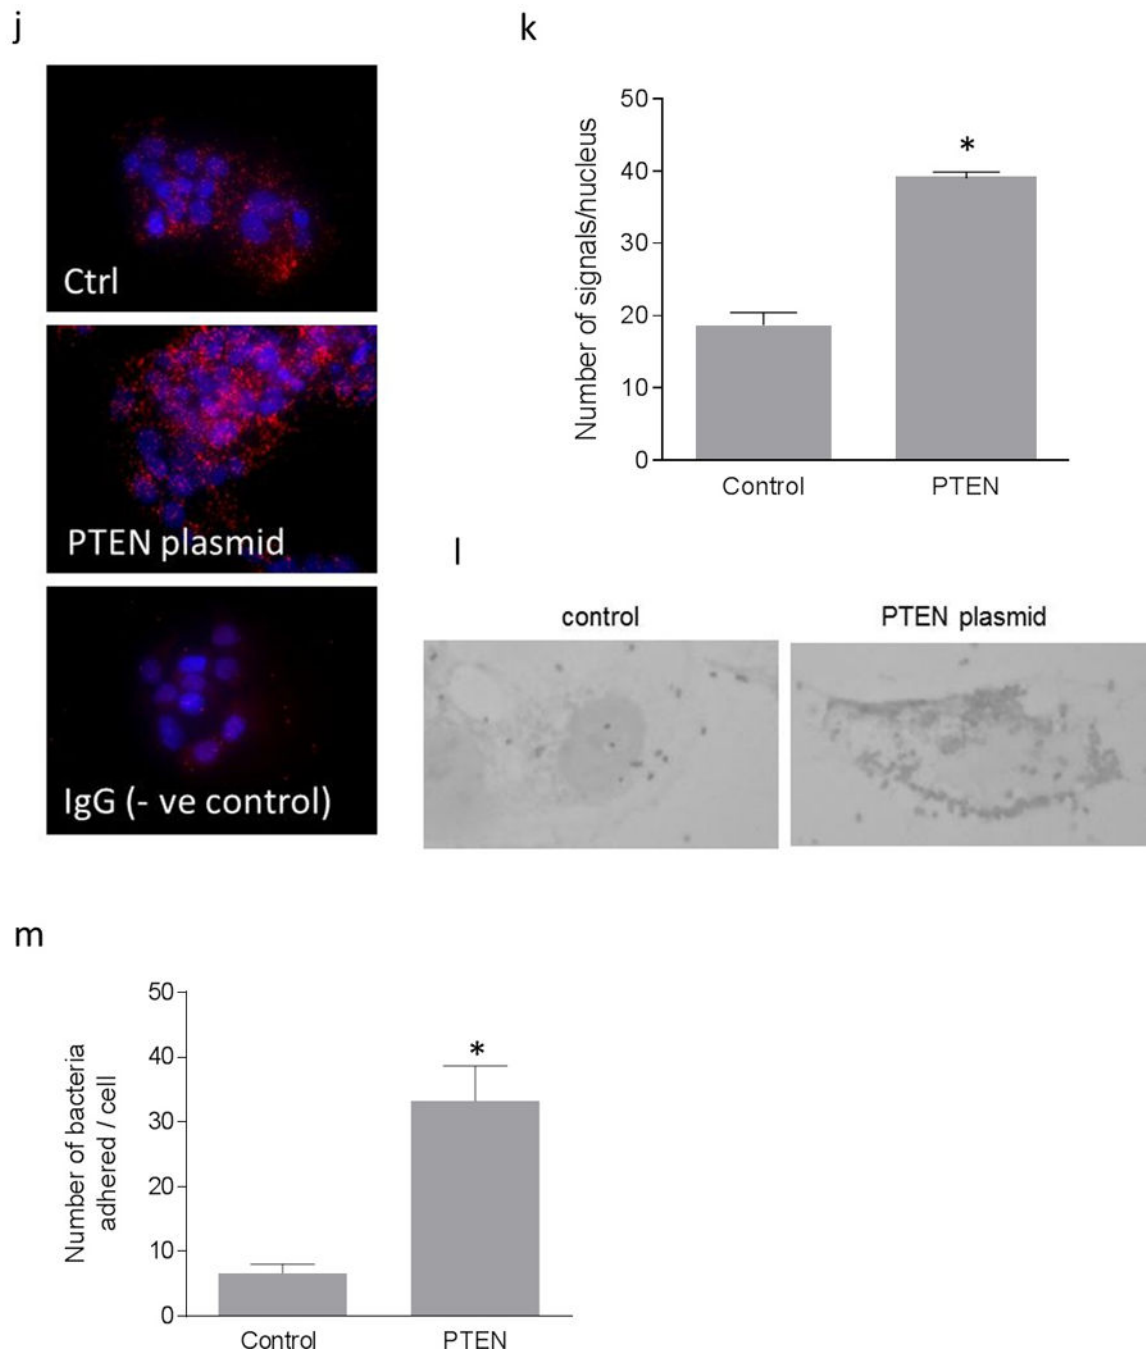 j
Ctrl
PTEN plasmid
IgG (- ve control)
k
Number of signals/nucleus
50
40
30
20
10
0
*
Control
PTEN
l
control
PTEN plasmid
m
Number of bacteria
adhered / cell
50
40
30
20
10
0
*
Control
PTEN